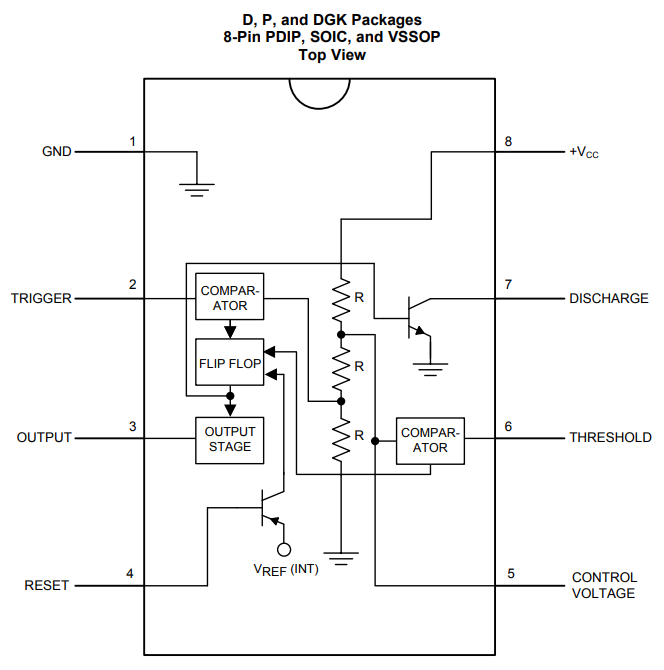 D, P, and DGK Packages
8-Pin PDIP, SOIC, and VSSOP
Top View
1
GND
8
+VCC
2
TRIGGER
COMPAR-
ATOR
R
7
DISCHARGE
FLIP FLOP
R
3
OUTPUT
OUTPUT
STAGE
R
COMPAR-
ATOR
6
THRESHOLD
VREF (INT)
4
RESET
5
CONTROL
VOLTAGE